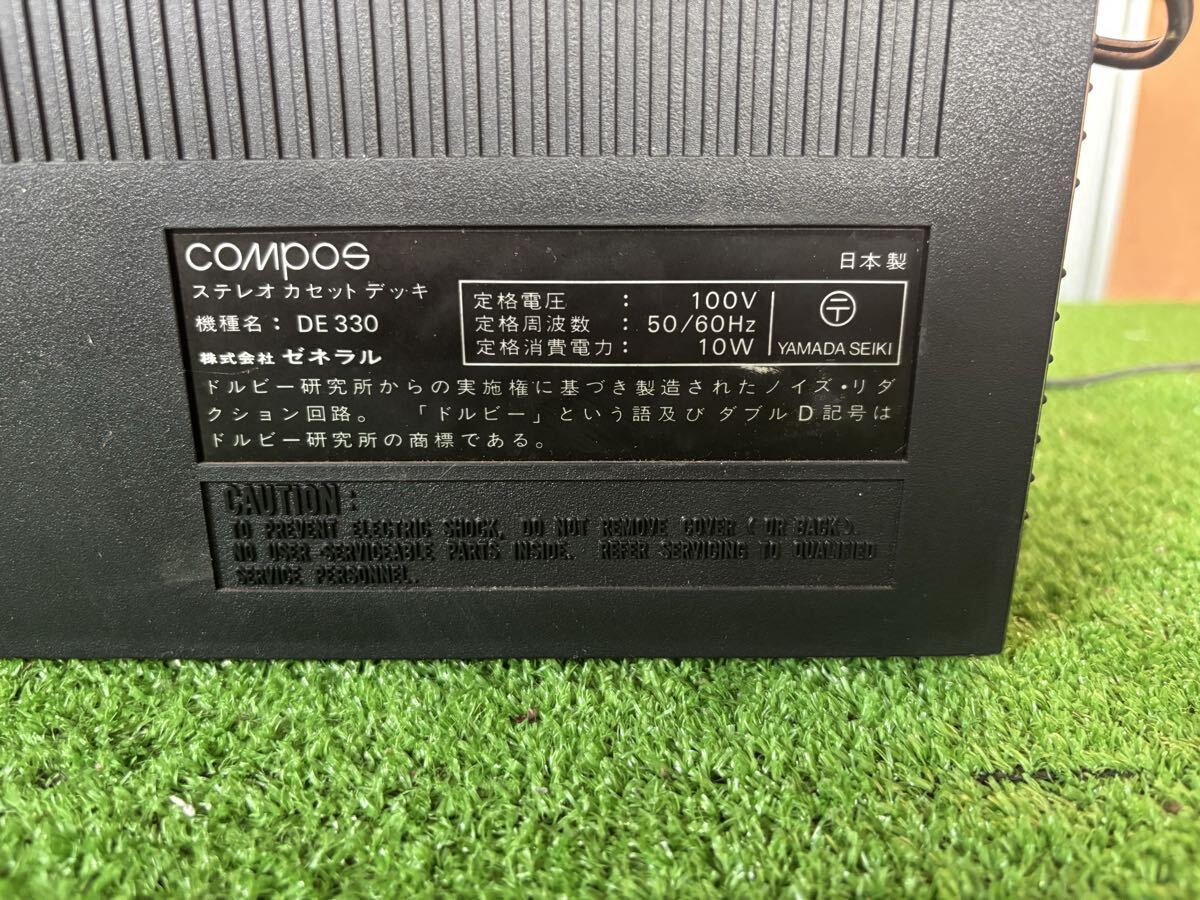 compos
日本製
ステレオカセットデッキ
機種名：DE330
株式会社 ゼネラル
定格電圧 ： 100V
定格周波数 ： 50/60Hz
定格消費電力： 10W
〒
YAMADA SEIKI
ドルビー研究所からの実施権に基づき製造されたノイズ・リダ
クション回路。 「ドルビー」という語及びダブルD記号は
ドルビー研究所の商標である。
CAUTION:
TO PREVENT ELECTRIC SHOCK, DO NOT REMOVE COVER (OR BACK).
NO USER-SERVICEABLE PARTS INSIDE. REFER SERVICING TO QUALIFIED
SERVICE PERSONNEL.